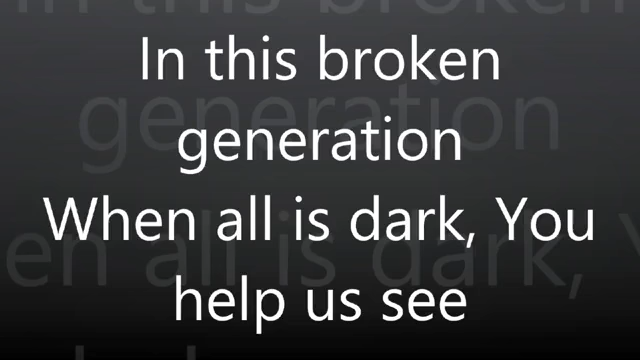 In this broken
generation
When all is dark, You
help us see